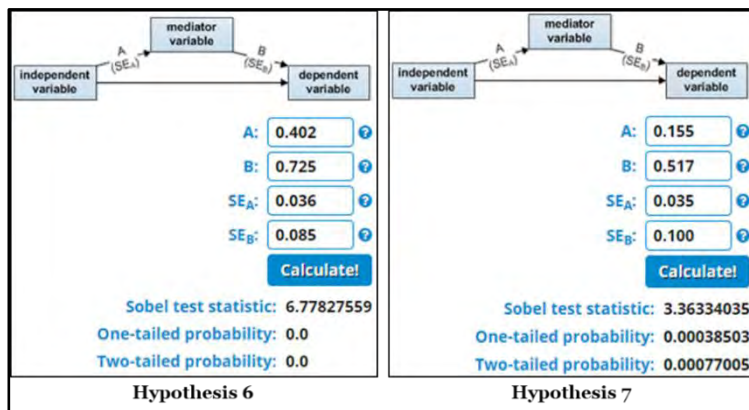 mediator
variable
A
(SEA)
B
(SEB)
independent
variable
dependent
variable
A: 0.402 ?
B: 0.725 ?
SEA: 0.036 ?
SEB: 0.085 ?
Calculate!
Sobel test statistic: 6.77827559
One-tailed probability: 0.0
Two-tailed probability: 0.0
Hypothesis 6
mediator
variable
A
(SEA)
B
(SEB)
independent
variable
dependent
variable
A: 0.155 ?
B: 0.517 ?
SEA: 0.035 ?
SEB: 0.100 ?
Calculate!
Sobel test statistic: 3.36334035
One-tailed probability: 0.00038503
Two-tailed probability: 0.00077005
Hypothesis 7